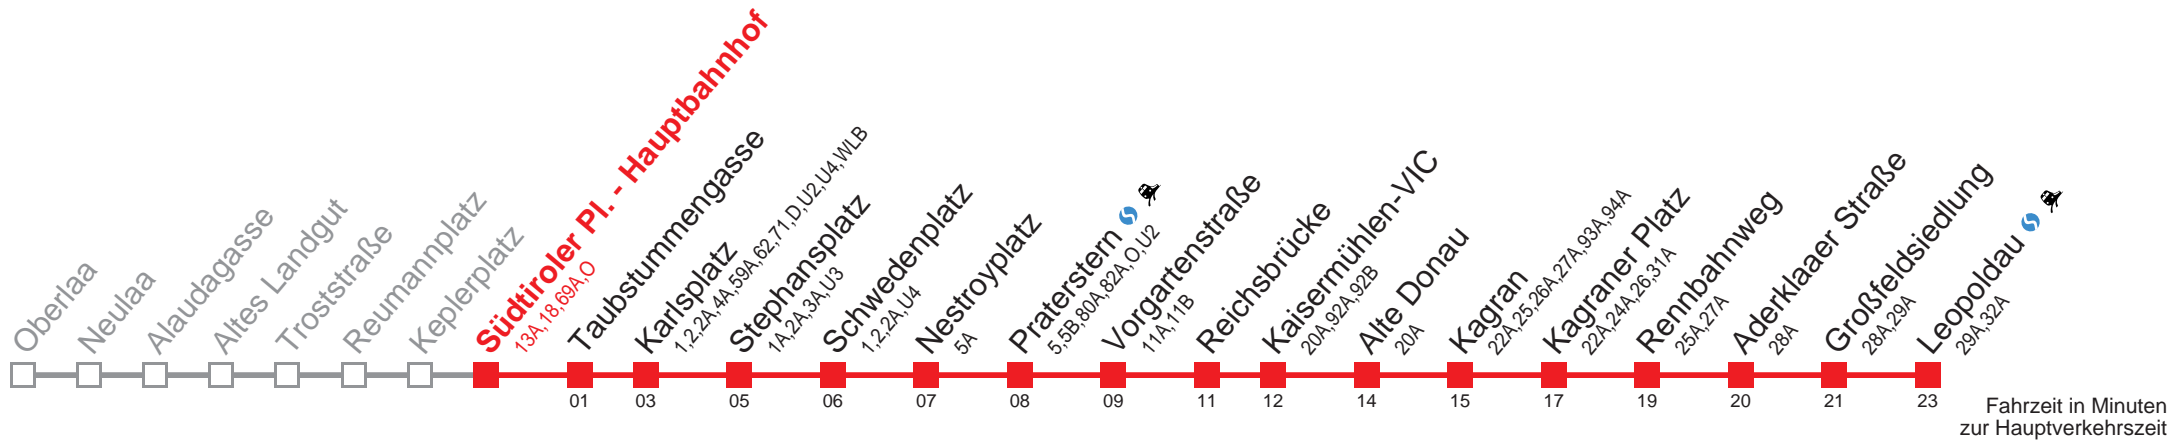 Oberlaa
Neulaa
Alaudagasse
Altes Landgut
Troststraße
Reumannplatz
Keplerplatz
Südtiroler Pl. - Hauptbahnhof
13A,18,69A,O
Taubstummengasse
01
Karlsplatz
1,2,2A,4A,59A,62,71,D,U2,U4,WLB
03
Stephansplatz
1A,2A,3A,U3
05
Schwedenplatz
1,2,2A,U4
06
Nestroyplatz
5A
07
Praterstern
5,5B,80A,82A,O,U2
08
Vorgartenstraße
11A,11B
09
Reichsbrücke
11
Kaisermühlen-VIC
20A,92A,92B
12
Alte Donau
20A
14
Kagran
22A,25,26A,27A,93A,94A
15
Kagraner Platz
22A,24A,26,31A
17
Rennbahnweg
25A,27A
19
Aderklaaer Straße
28A
20
Großfeldsiedlung
28A,29A
21
Leopoldau
29A,32A
23
Fahrzeit in Minuten
zur Hauptverkehrszeit